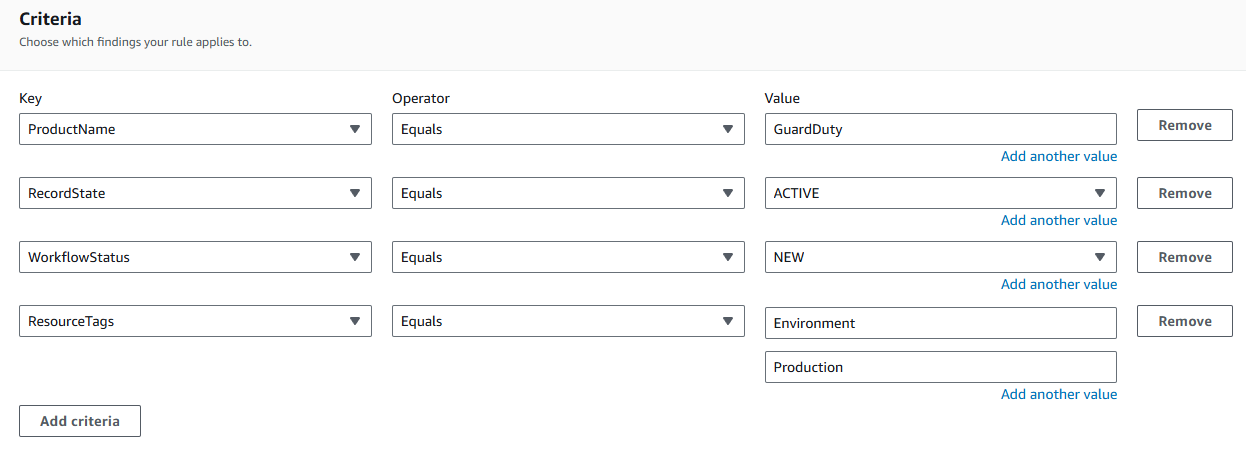 Criteria
Choose which findings your rule applies to.
Key Operator Value
ProductName Equals GuardDuty Remove
Add another value
RecordState Equals ACTIVE Remove
Add another value
WorkflowStatus Equals NEW Remove
Add another value
ResourceTags Equals Environment Remove
Production
Add another value
Add criteria